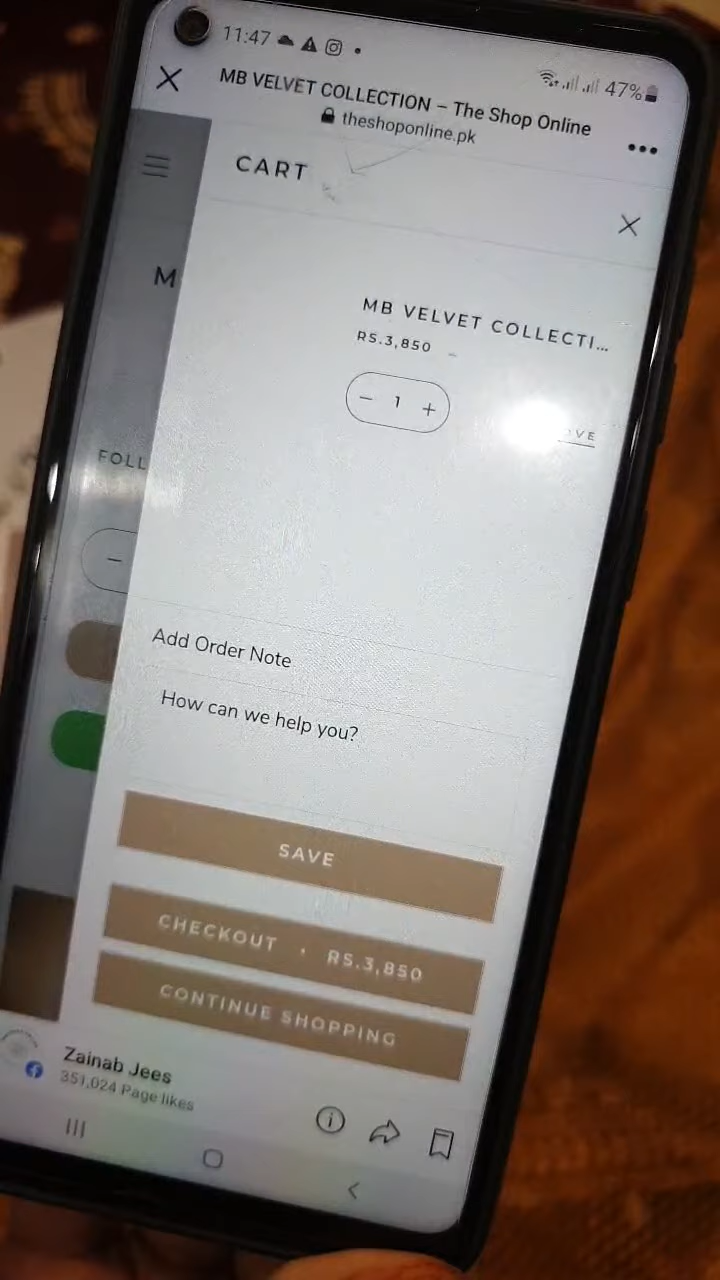 11:47
47%
MB VELVET COLLECTION – The Shop Online
theshoponline.pk
CART
M
MB VELVET COLLECTI...
RS.3,850
− 1 +
VE
FOLL
−
Add Order Note
How can we help you?
SAVE
CHECKOUT • RS.3,850
CONTINUE SHOPPING
Zainab Jees
351,024 Page likes